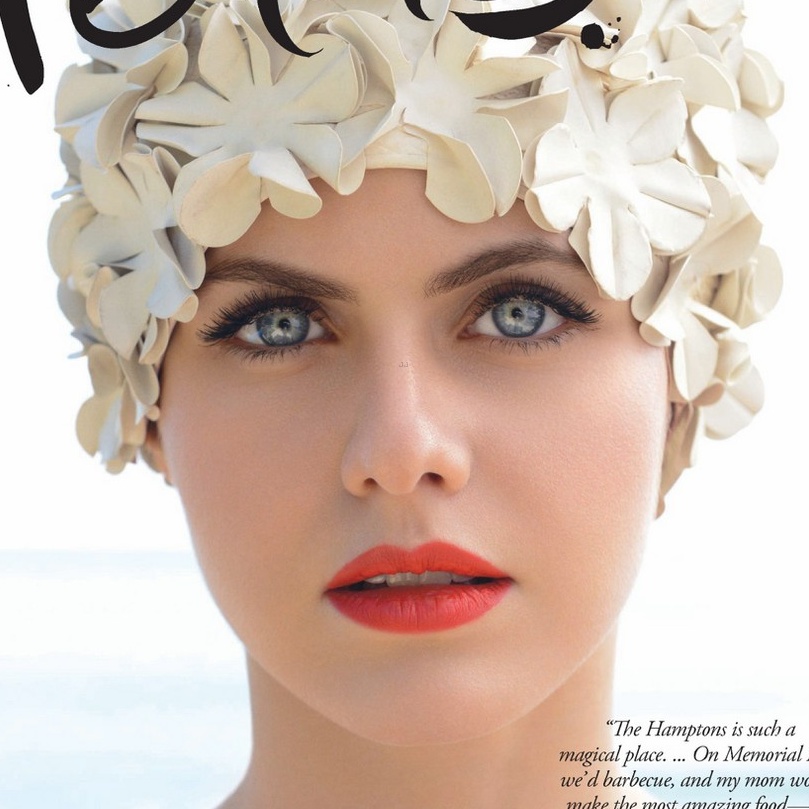 “The Hamptons is such a
magical place. ... On Memorial
we’d barbecue, and my mom
make the most amazing food—